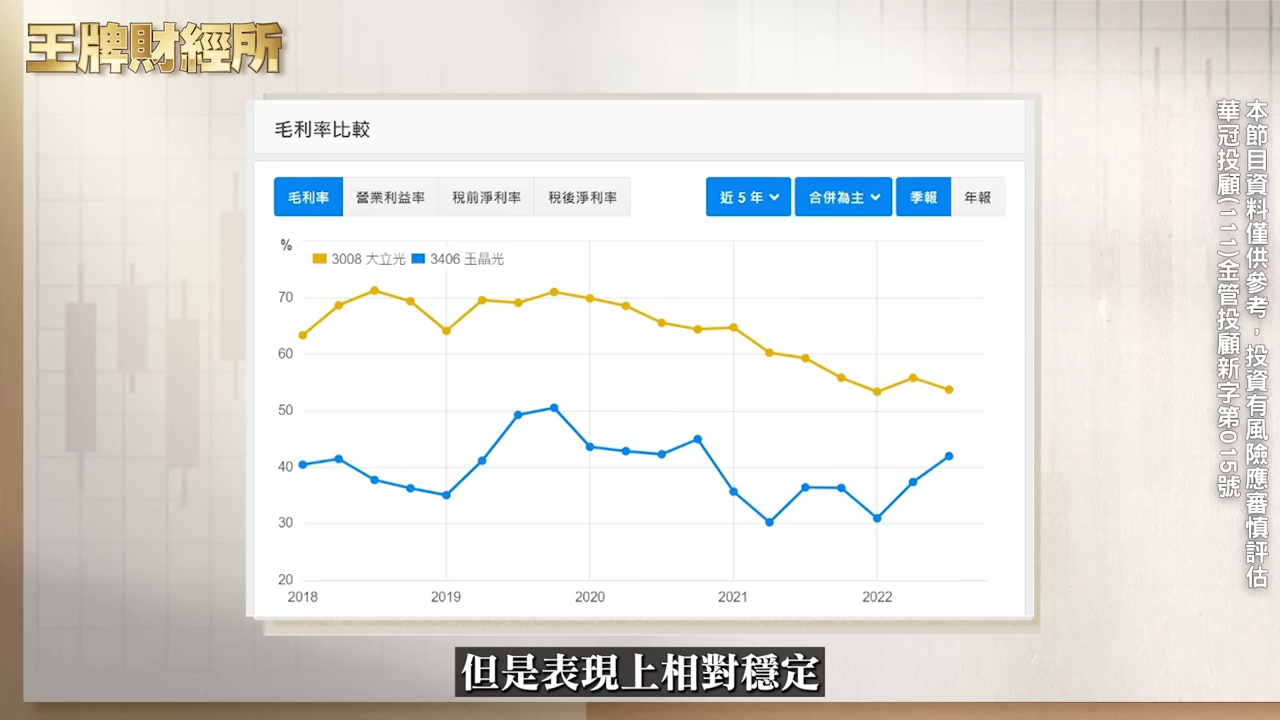 王牌財經所
毛利率比較
毛利率 營業利益率 稅前淨利率 稅後淨利率 近 5 年 合併為主 季報 年報
%
3008 大立光 3406 玉晶光
70
60
50
40
30
20
2018 2019 2020 2021 2022
本節目資料僅供參考，投資有風險應審慎評估
華冠投顧(111)金管投顧新字第015號
但是表現上相對穩定